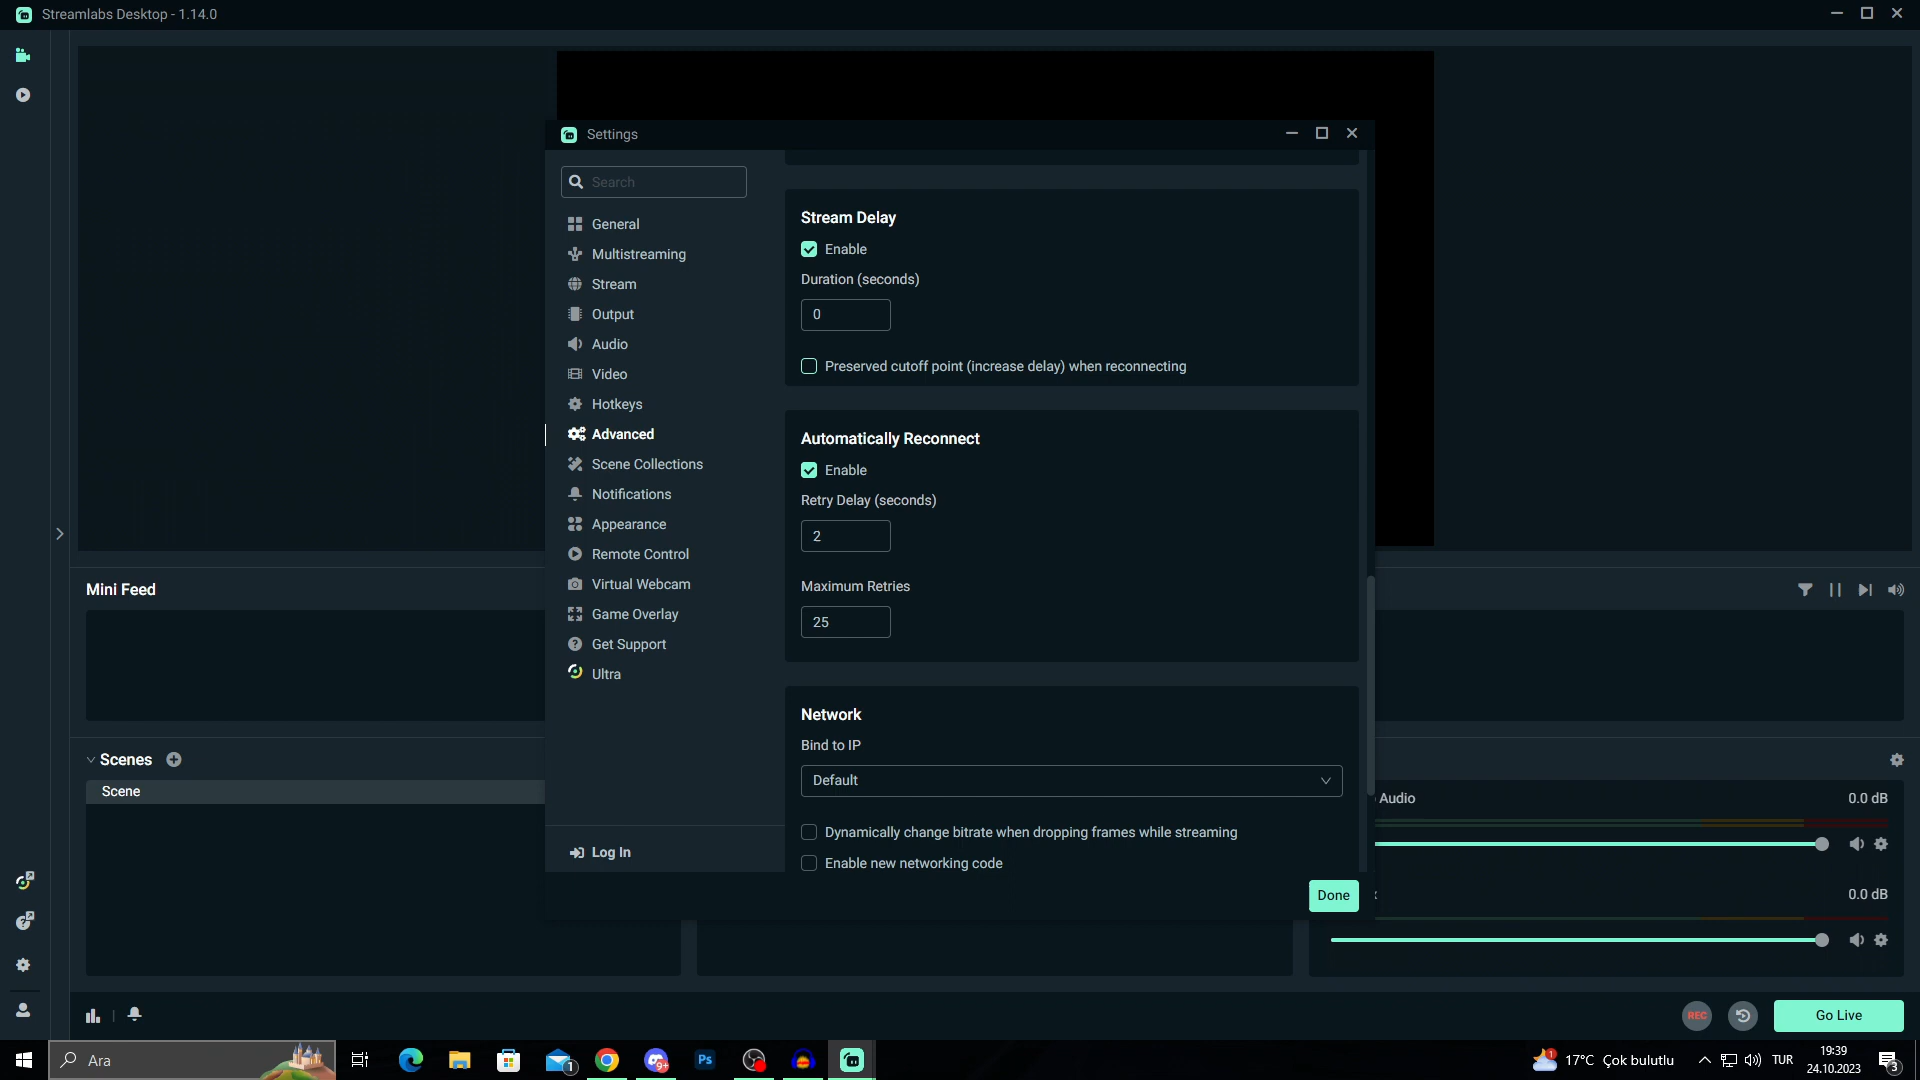 Streamlabs Desktop - 1.14.0
Settings
Search
General
Multistreaming
Stream
Output
Audio
Video
Hotkeys
Advanced
Scene Collections
Notifications
Appearance
Remote Control
Virtual Webcam
Game Overlay
Get Support
Ultra
Log In
Stream Delay
Enable
Duration (seconds)
0
Preserved cutoff point (increase delay) when reconnecting
Automatically Reconnect
Enable
Retry Delay (seconds)
2
Maximum Retries
25
Network
Bind to IP
Default
Dynamically change bitrate when dropping frames while streaming
Enable new networking code
Done
Mini Feed
Scenes
Scene
Audio 0.0 dB
0.0 dB
REC
Go Live
Ara
1
9+
Ps
1
17°C Çok bulutlu
TUR
19:39
24.10.2023
3